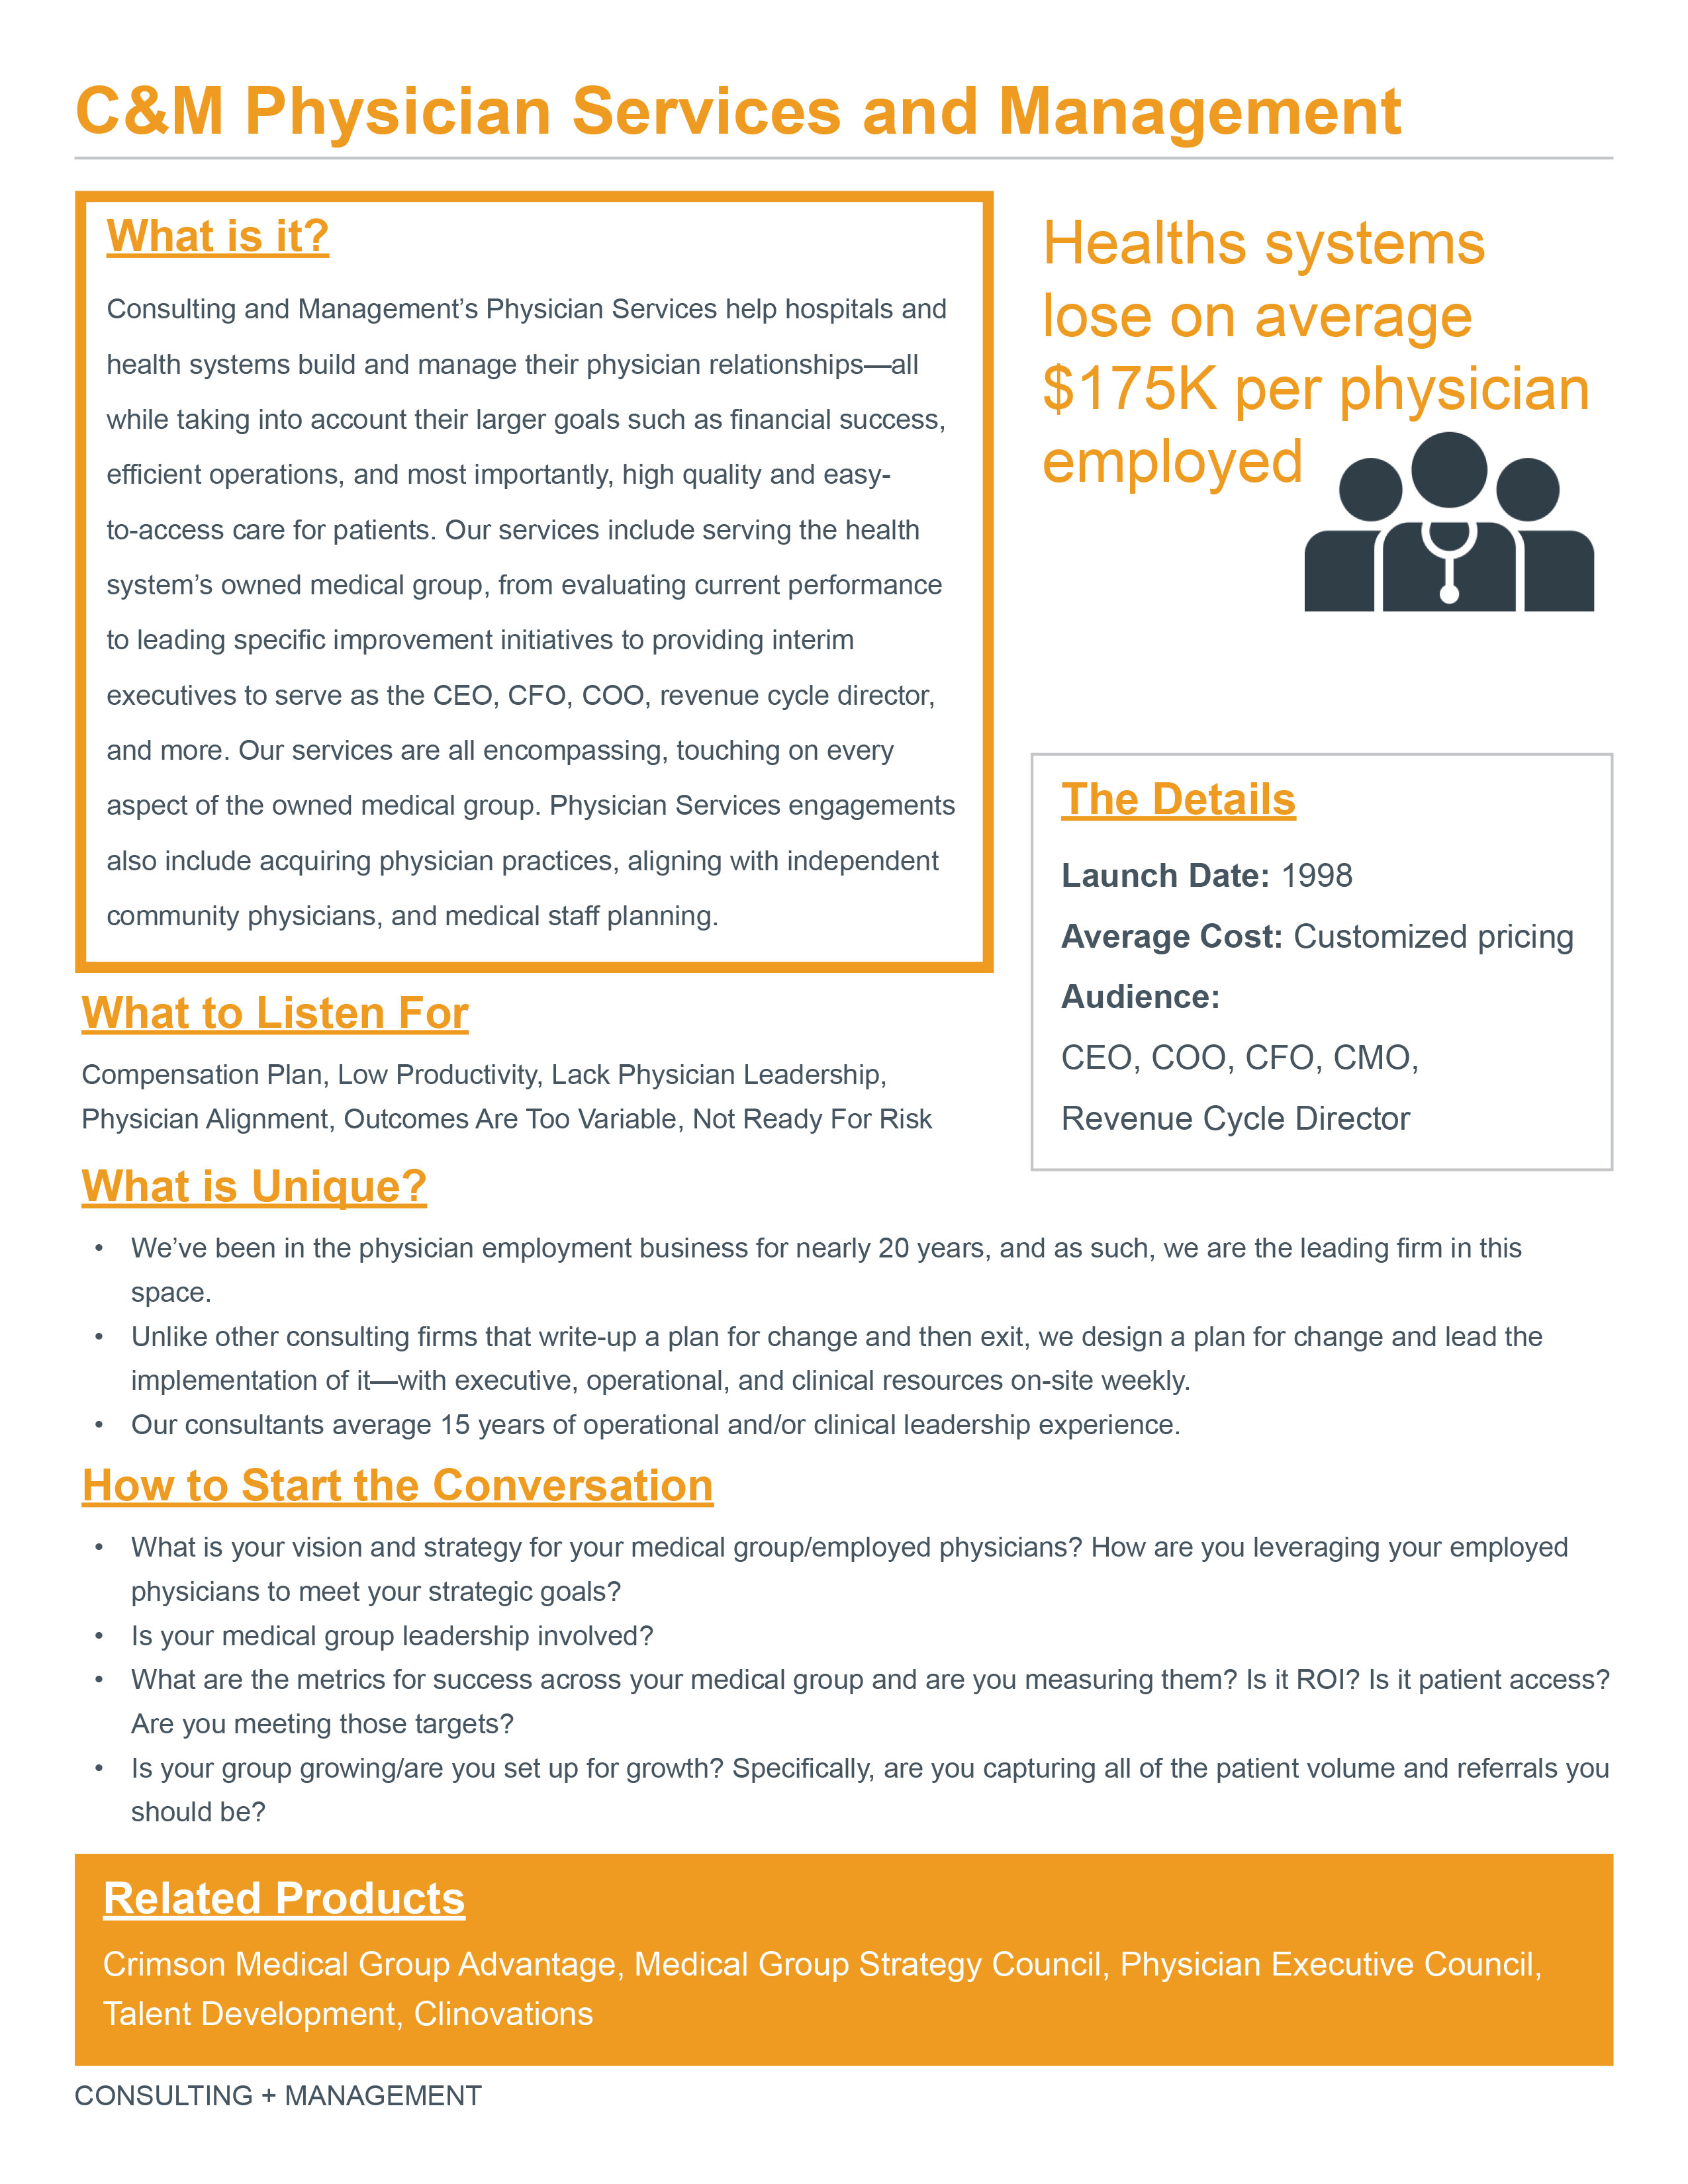 C&M Physician Services and Management
What is it?
Consulting and Management’s Physician Services help hospitals and
health systems build and manage their physician relationships—all
while taking into account their larger goals such as financial success,
efficient operations, and most importantly, high quality and easy-
to-access care for patients. Our services include serving the health
system’s owned medical group, from evaluating current performance
to leading specific improvement initiatives to providing interim
executives to serve as the CEO, CFO, COO, revenue cycle director,
and more. Our services are all encompassing, touching on every
aspect of the owned medical group. Physician Services engagements
also include acquiring physician practices, aligning with independent
community physicians, and medical staff planning.
Healths systems
lose on average
$175K per physician
employed
The Details
Launch Date: 1998
Average Cost: Customized pricing
Audience:
CEO, COO, CFO, CMO,
Revenue Cycle Director
What to Listen For
Compensation Plan, Low Productivity, Lack Physician Leadership,
Physician Alignment, Outcomes Are Too Variable, Not Ready For Risk
What is Unique?
• We’ve been in the physician employment business for nearly 20 years, and as such, we are the leading firm in this
space.
• Unlike other consulting firms that write-up a plan for change and then exit, we design a plan for change and lead the
implementation of it—with executive, operational, and clinical resources on-site weekly.
• Our consultants average 15 years of operational and/or clinical leadership experience.
How to Start the Conversation
• What is your vision and strategy for your medical group/employed physicians? How are you leveraging your employed
physicians to meet your strategic goals?
• Is your medical group leadership involved?
• What are the metrics for success across your medical group and are you measuring them? Is it ROI? Is it patient access?
Are you meeting those targets?
• Is your group growing/are you set up for growth? Specifically, are you capturing all of the patient volume and referrals you
should be?
Related Products
Crimson Medical Group Advantage, Medical Group Strategy Council, Physician Executive Council,
Talent Development, Clinovations
CONSULTING + MANAGEMENT